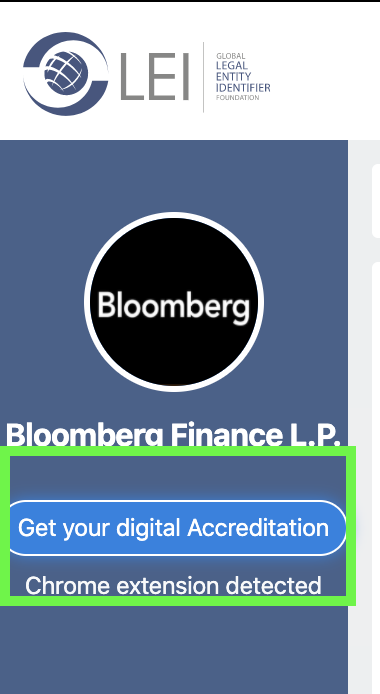 LEI
GLOBAL
LEGAL
ENTITY
IDENTIFIER
FOUNDATION
Bloomberg
Bloomberg Finance L.P.
Get your digital Accreditation
Chrome extension detected